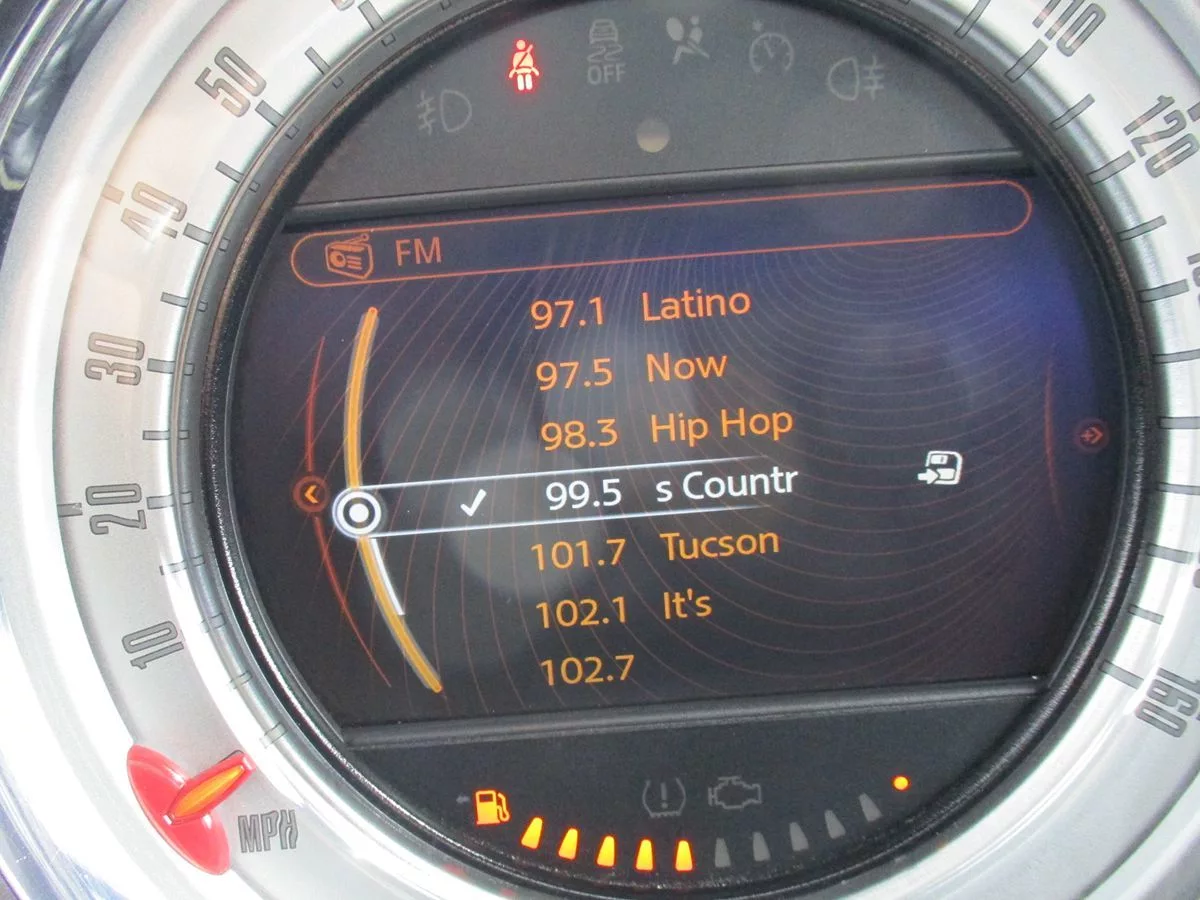 50
40
30
20
10
MPH
110
120
150
OFF
FM
97.1 Latino
97.5 Now
98.3 Hip Hop
99.5 s Countr
101.7 Tucson
102.1 It's
102.7